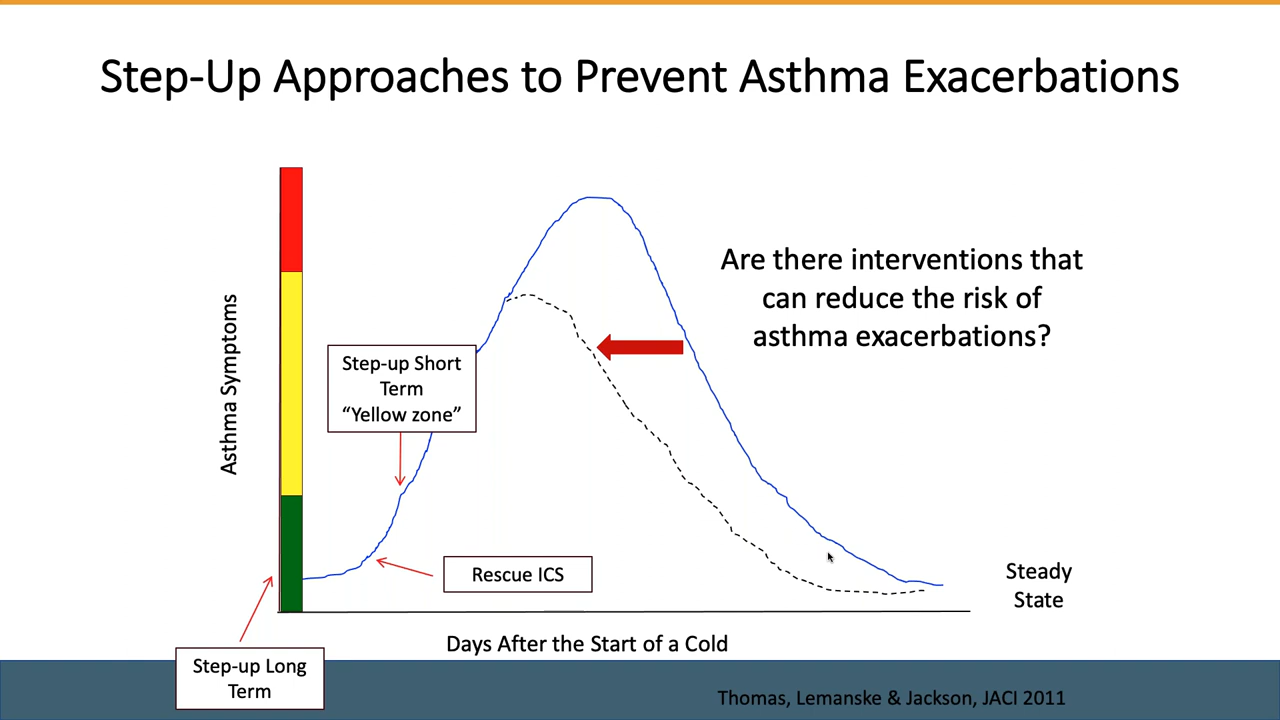 Step-Up Approaches to Prevent Asthma Exacerbations
Are there interventions that
can reduce the risk of
asthma exacerbations?
Asthma Symptoms
Step-up Short
Term
“Yellow zone”
Rescue ICS
Steady
State
Days After the Start of a Cold
Step-up Long
Term
Thomas, Lemanske & Jackson, JACI 2011